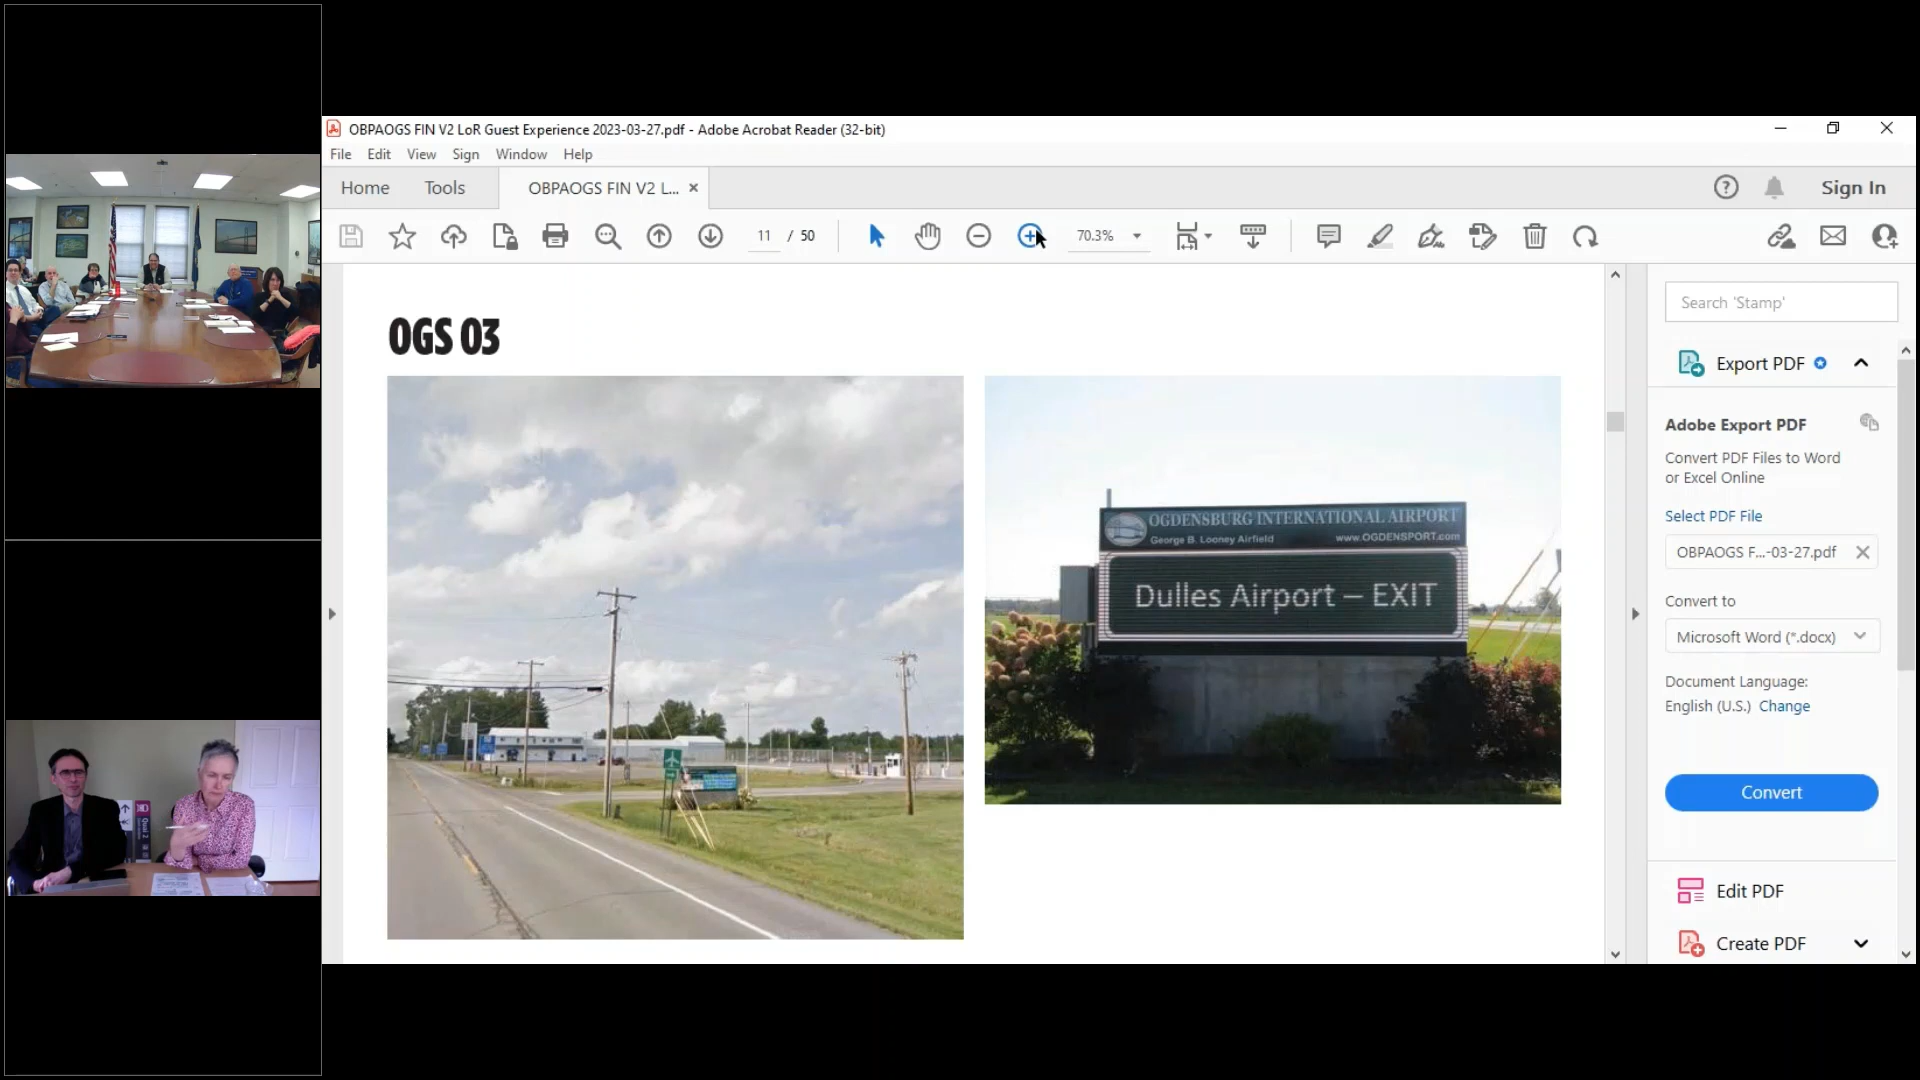 OBPAOGS FIN V2 LoR Guest Experience 2023-03-27.pdf - Adobe Acrobat Reader (32-bit)
File Edit View Sign Window Help
Home Tools OBPAOGS FIN V2 L... ×
Sign In
11 / 50
70.3%
OGS 03
OGDENSBURG INTERNATIONAL AIRPORT
George B. Looney Airfield www.OGDENSPORT.com
Dulles Airport – EXIT
Search 'Stamp'
Export PDF
Adobe Export PDF
Convert PDF Files to Word
or Excel Online
Select PDF File
OBPAOGS F...-03-27.pdf
Convert to
Microsoft Word (*.docx)
Document Language:
English (U.S.) Change
Convert
Edit PDF
Create PDF
Quai 2